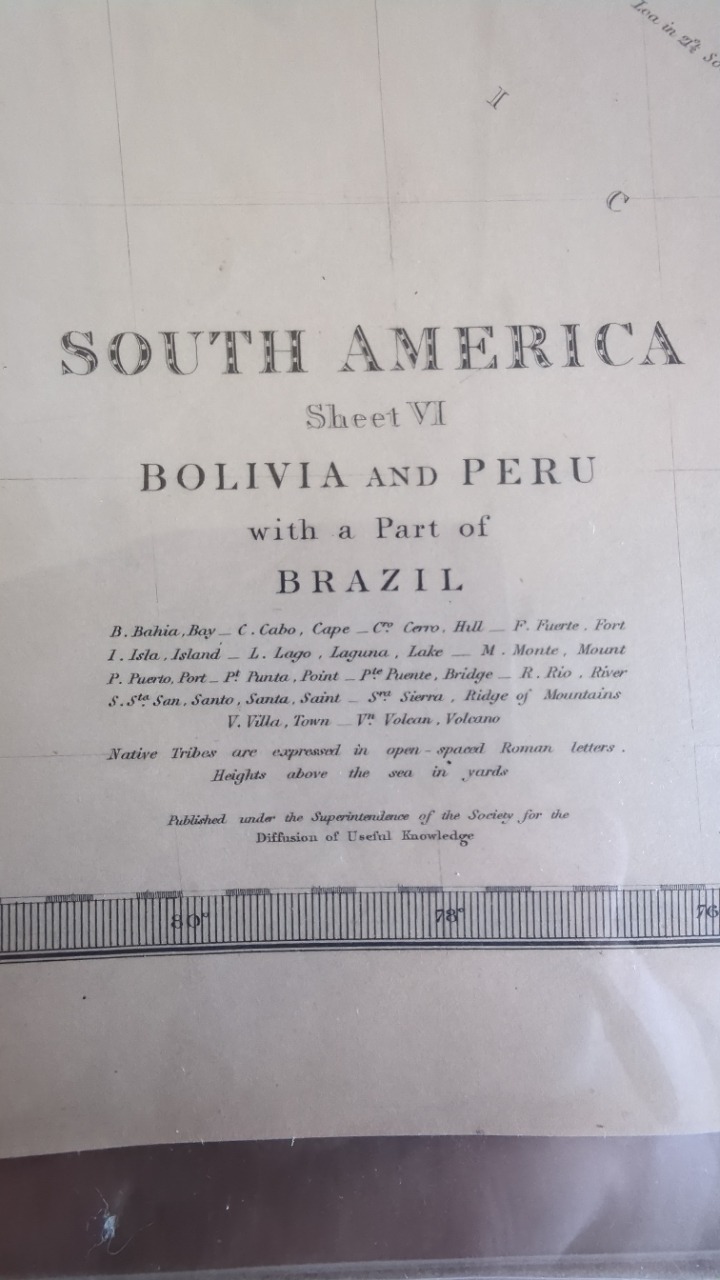 Loa in 21½ So
I
C
SOUTH AMERICA
Sheet VI
BOLIVIA AND PERU
with a Part of
BRAZIL
B. Bahia, Bay — C. Cabo, Cape — Cro Cerro, Hill — F. Fuerte, Fort
I. Isla, Island — L. Lago, Laguna, Lake — M. Monte, Mount
P. Puerto, Port — Pt Punta, Point — Pte Puente, Bridge — R. Rio, River
S. Sta San, Santo, Santa, Saint — Sra Sierra, Ridge of Mountains
V. Villa, Town — Vn Volcan, Volcano
Native Tribes are expressed in open-spaced Roman letters.
Heights above the sea in yards
Published under the Superintendence of the Society for the
Diffusion of Useful Knowledge
80° 78° 76